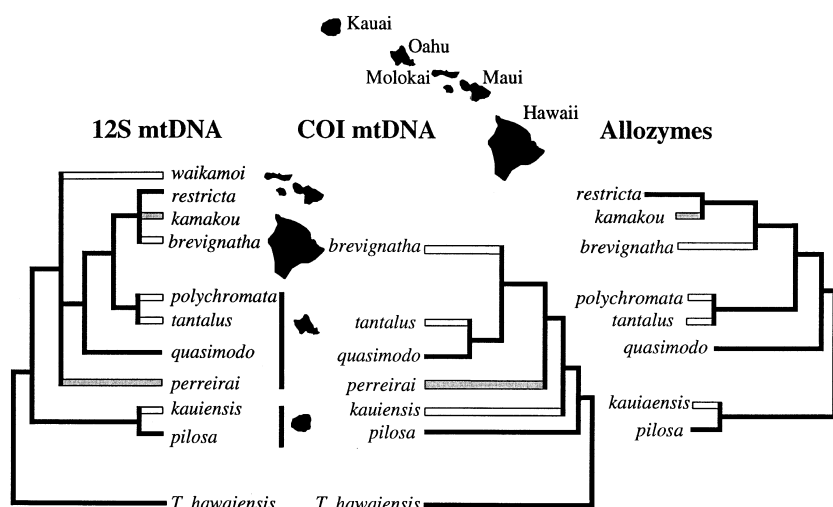 Kauai
Oahu
Molokai
Maui
Hawaii
12S mtDNA
COI mtDNA
Allozymes
waikamoi
restricta
kamakou
brevignatha
polychromata
tantalus
quasimodo
perreirai
kauiensis
pilosa
T. hawaiensis
brevignatha
tantalus
quasimodo
perreirai
kauiensis
pilosa
T. hawaiensis
restricta
kamakou
brevignatha
polychromata
tantalus
quasimodo
kauiaensis
pilosa